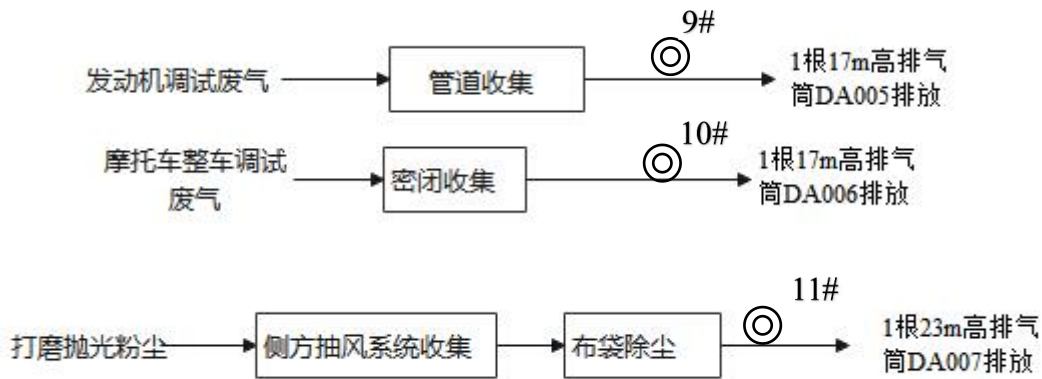 9#
发动机调试废气
管道收集
1根17m高排气
筒DA005排放
10#
摩托车整车调试
废气
密闭收集
1根17m高排气
筒DA006排放
11#
打磨抛光粉尘
侧方抽风系统收集
布袋除尘
1根23m高排气
筒DA007排放